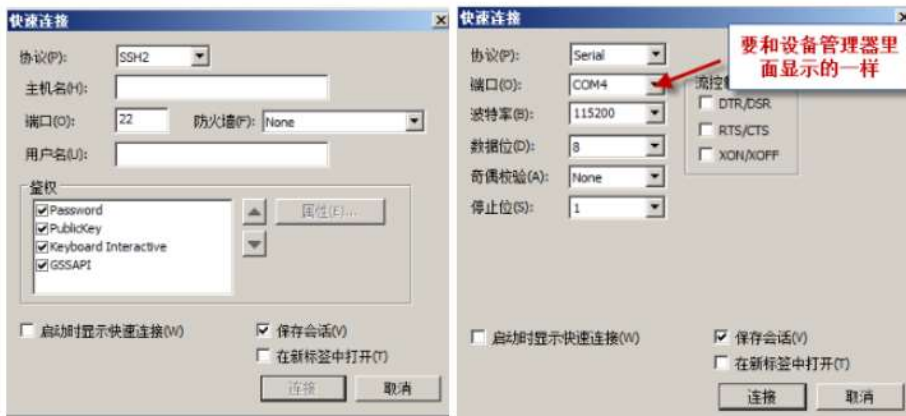 快速连接
协议(P): SSH2
主机名(H):
端口(O): 22 防火墙(F): None
用户名(U):
鉴权
Password
PublicKey
Keyboard Interactive
GSSAPI
属性(E)...
启动时显示快速连接(W)
保存会话(V)
在新标签中打开(T)
连接 取消
快速连接
要和设备管理器里
面显示的一样
协议(P): Serial
端口(O): COM4
波特率(B): 115200
数据位(D): 8
奇偶校验(A): None
停止位(S): 1
流控
DTR/DSR
RTS/CTS
XON/XOFF
启动时显示快速连接(W)
保存会话(V)
在新标签中打开(T)
连接 取消